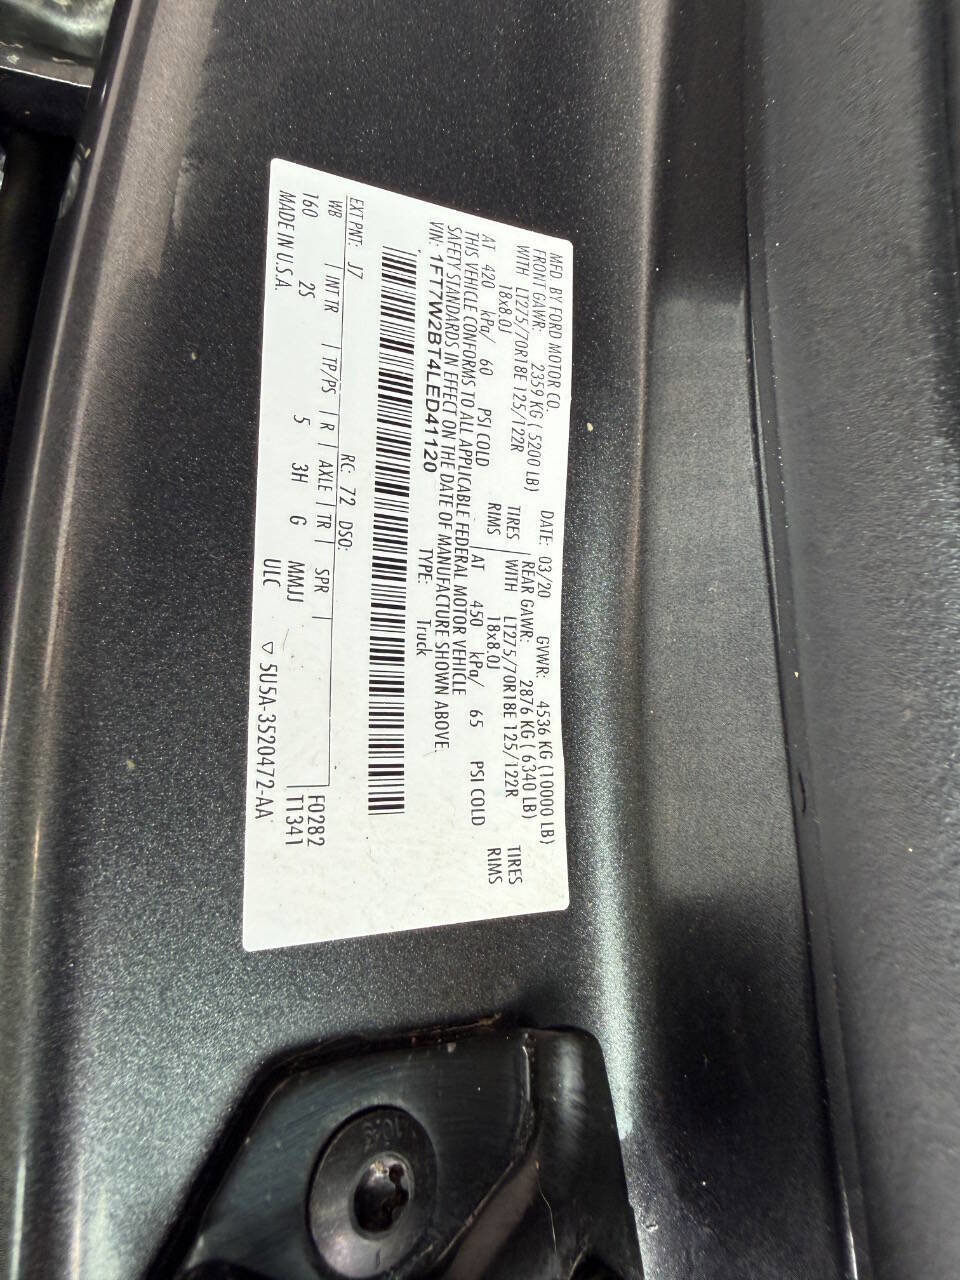 MFD BY FORD MOTOR CO.
DATE: 03/20 GVWR: 4536 KG (10000 LB)
FRONT GAWR: 2359 KG ( 5200 LB) REAR GAWR: 2876 KG ( 6340 LB)
WITH LT275/70R18E 125/122R TIRES WITH LT275/70R18E 125/122R TIRES
18x8.0J RIMS 18x8.0J RIMS
AT 420 kPa/ 60 PSI COLD AT 450 kPa/ 65 PSI COLD
THIS VEHICLE CONFORMS TO ALL APPLICABLE FEDERAL MOTOR VEHICLE
SAFETY STANDARDS IN EFFECT ON THE DATE OF MANUFACTURE SHOWN ABOVE.
VIN: 1FT7W2BT4LED41120
TYPE: Truck
EXT PNT: J7 RC: 72 DSO:
WB INT TR TP/PS R AXLE TR SPR F0282
160 2S 5 3H G MMJJ T1341
MADE IN U.S.A. ULC ▽ 5U5A-3520472-AA